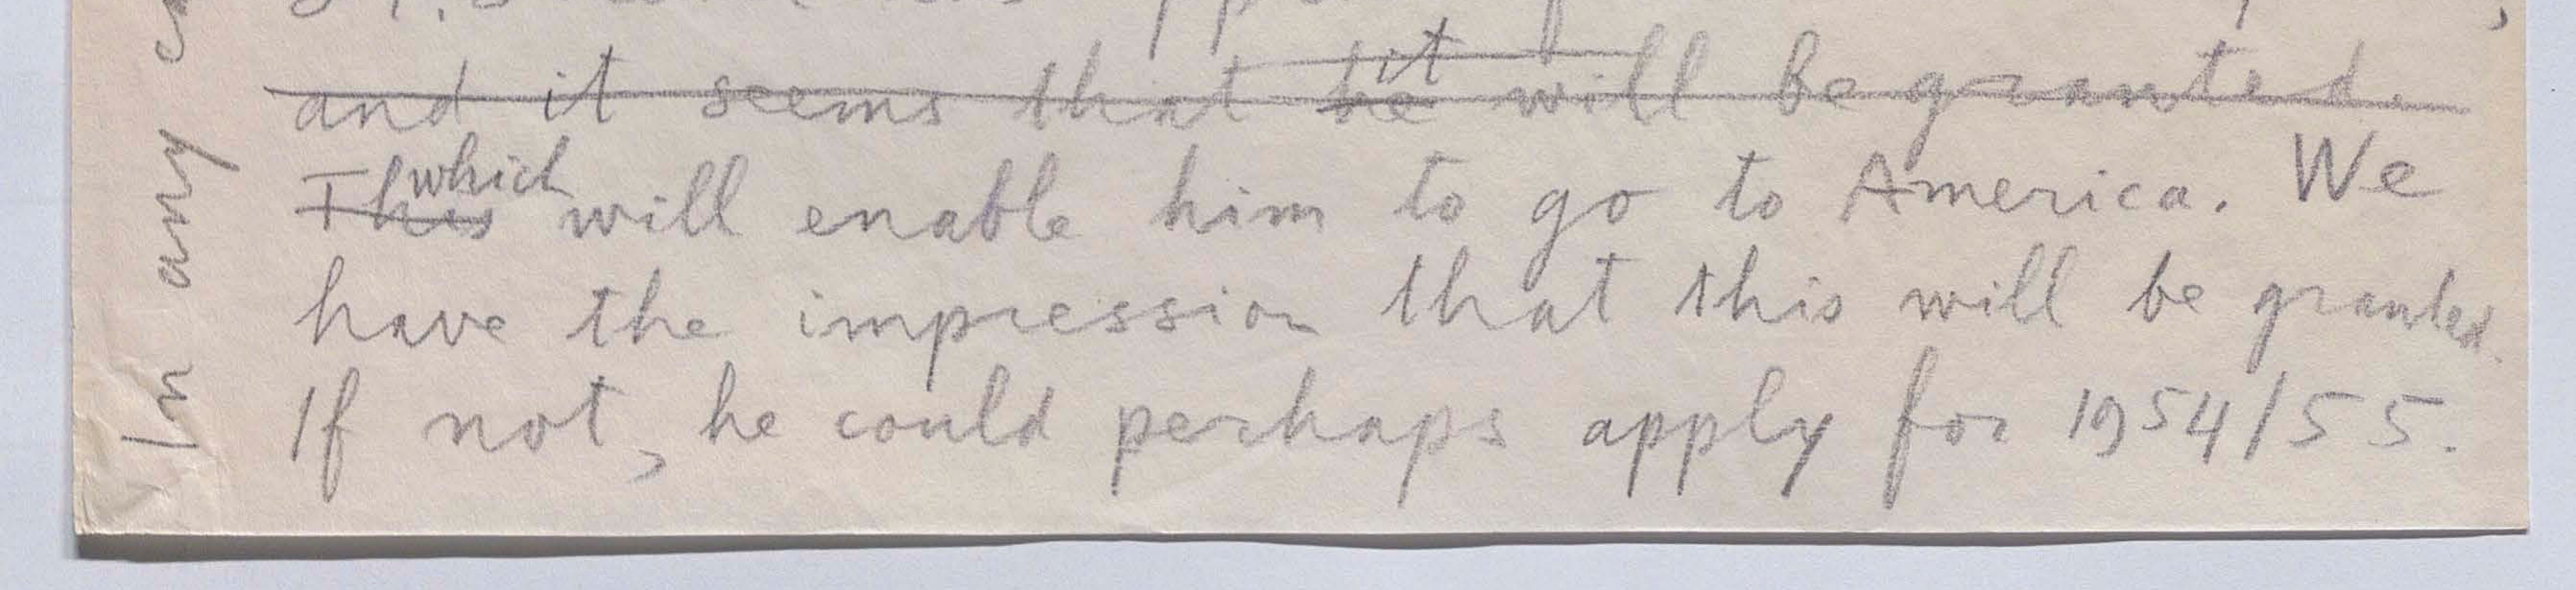 and it seems that he it will be granted.
This which will enable him to go to America. We
have the impression that this will be granted.
If not, he could perhaps apply for 1954/55.
In any